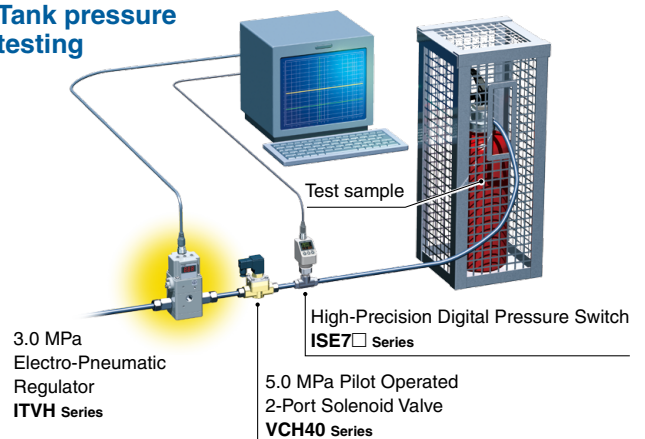 Tank pressure
testing
Test sample
High-Precision Digital Pressure Switch
ISE7□ Series
3.0 MPa
Electro-Pneumatic
Regulator
ITVH Series
5.0 MPa Pilot Operated
2-Port Solenoid Valve
VCH40 Series